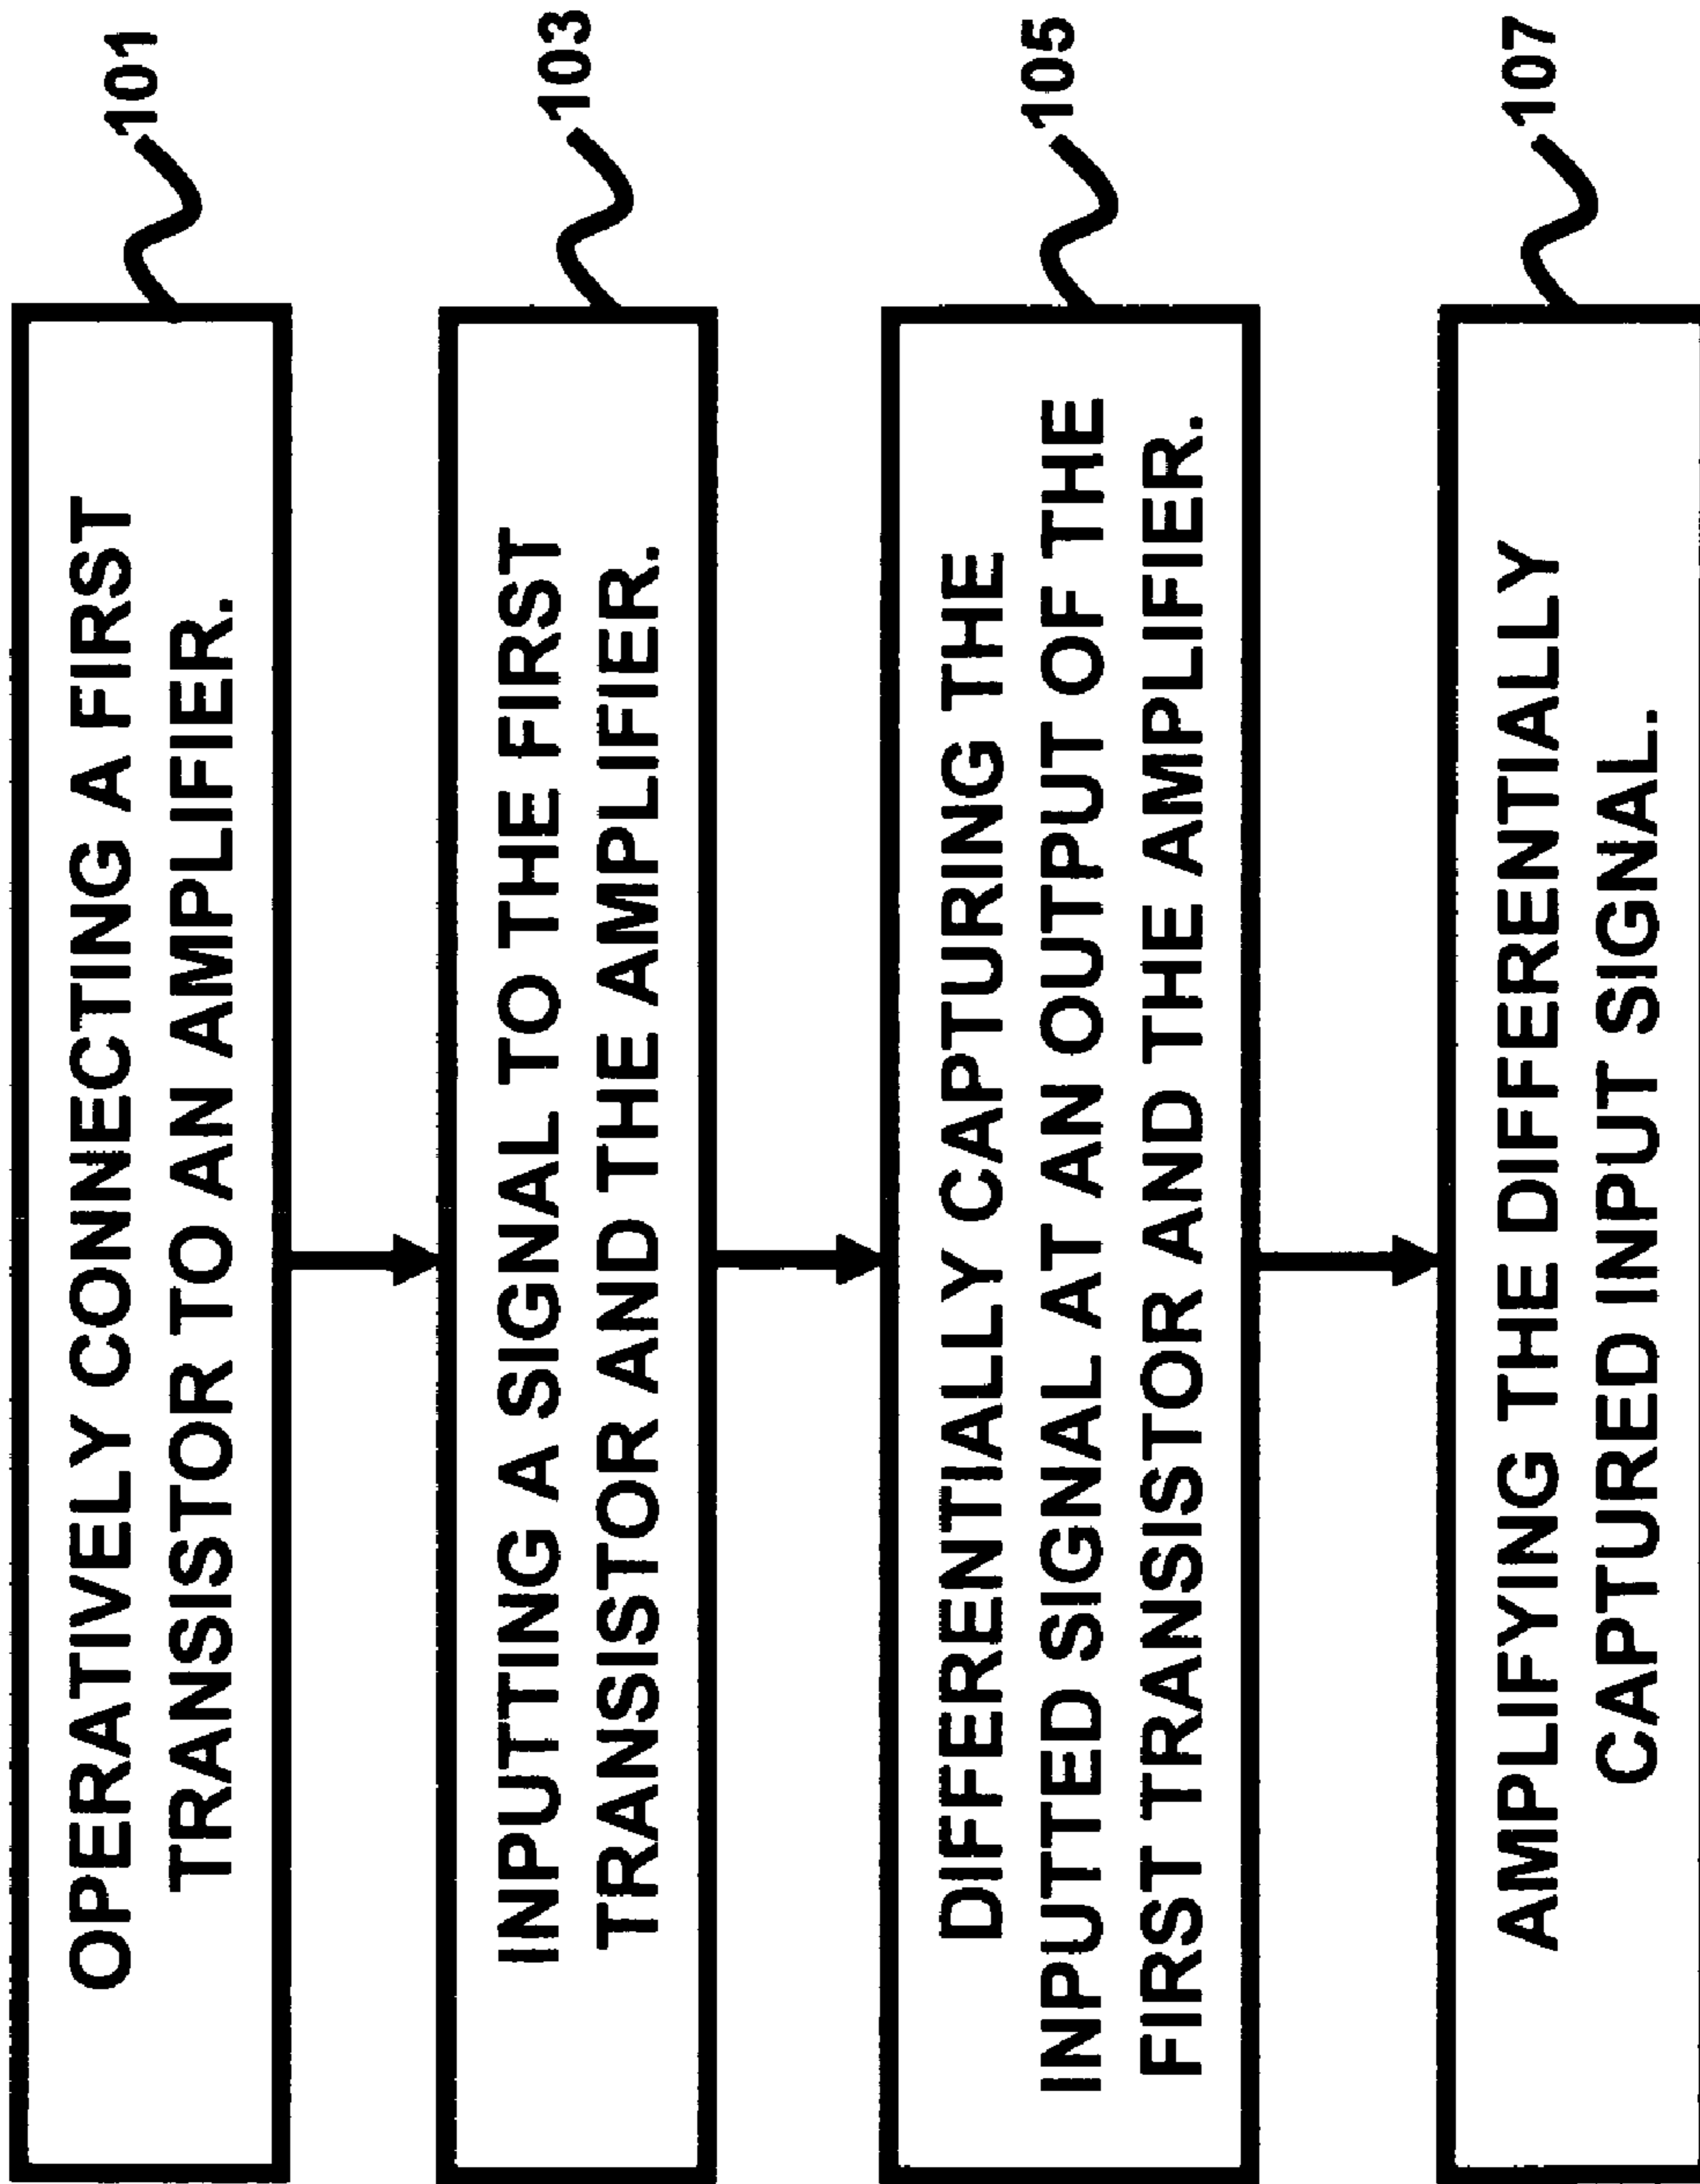 OPERATIVELY CONNECTING A FIRST
TRANSISTOR TO AN AMPLIFIER.
101
INPUTTING A SIGNAL TO THE FIRST
TRANSISTOR AND THE AMPLIFIER.
103
DIFFERENTIALLY CAPTURING THE
INPUTTED SIGNAL AT AN OUTPUT OF THE
FIRST TRANSISTOR AND THE AMPLIFIER.
105
AMPLIFYING THE DIFFERENTIALLY
CAPTURED INPUT SIGNAL.
107